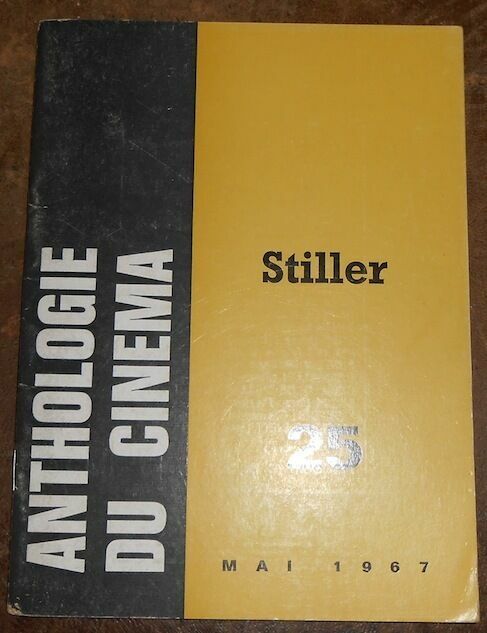 ANTHOLOGIE
DU CINEMA
Stiller
25
MAI 1967